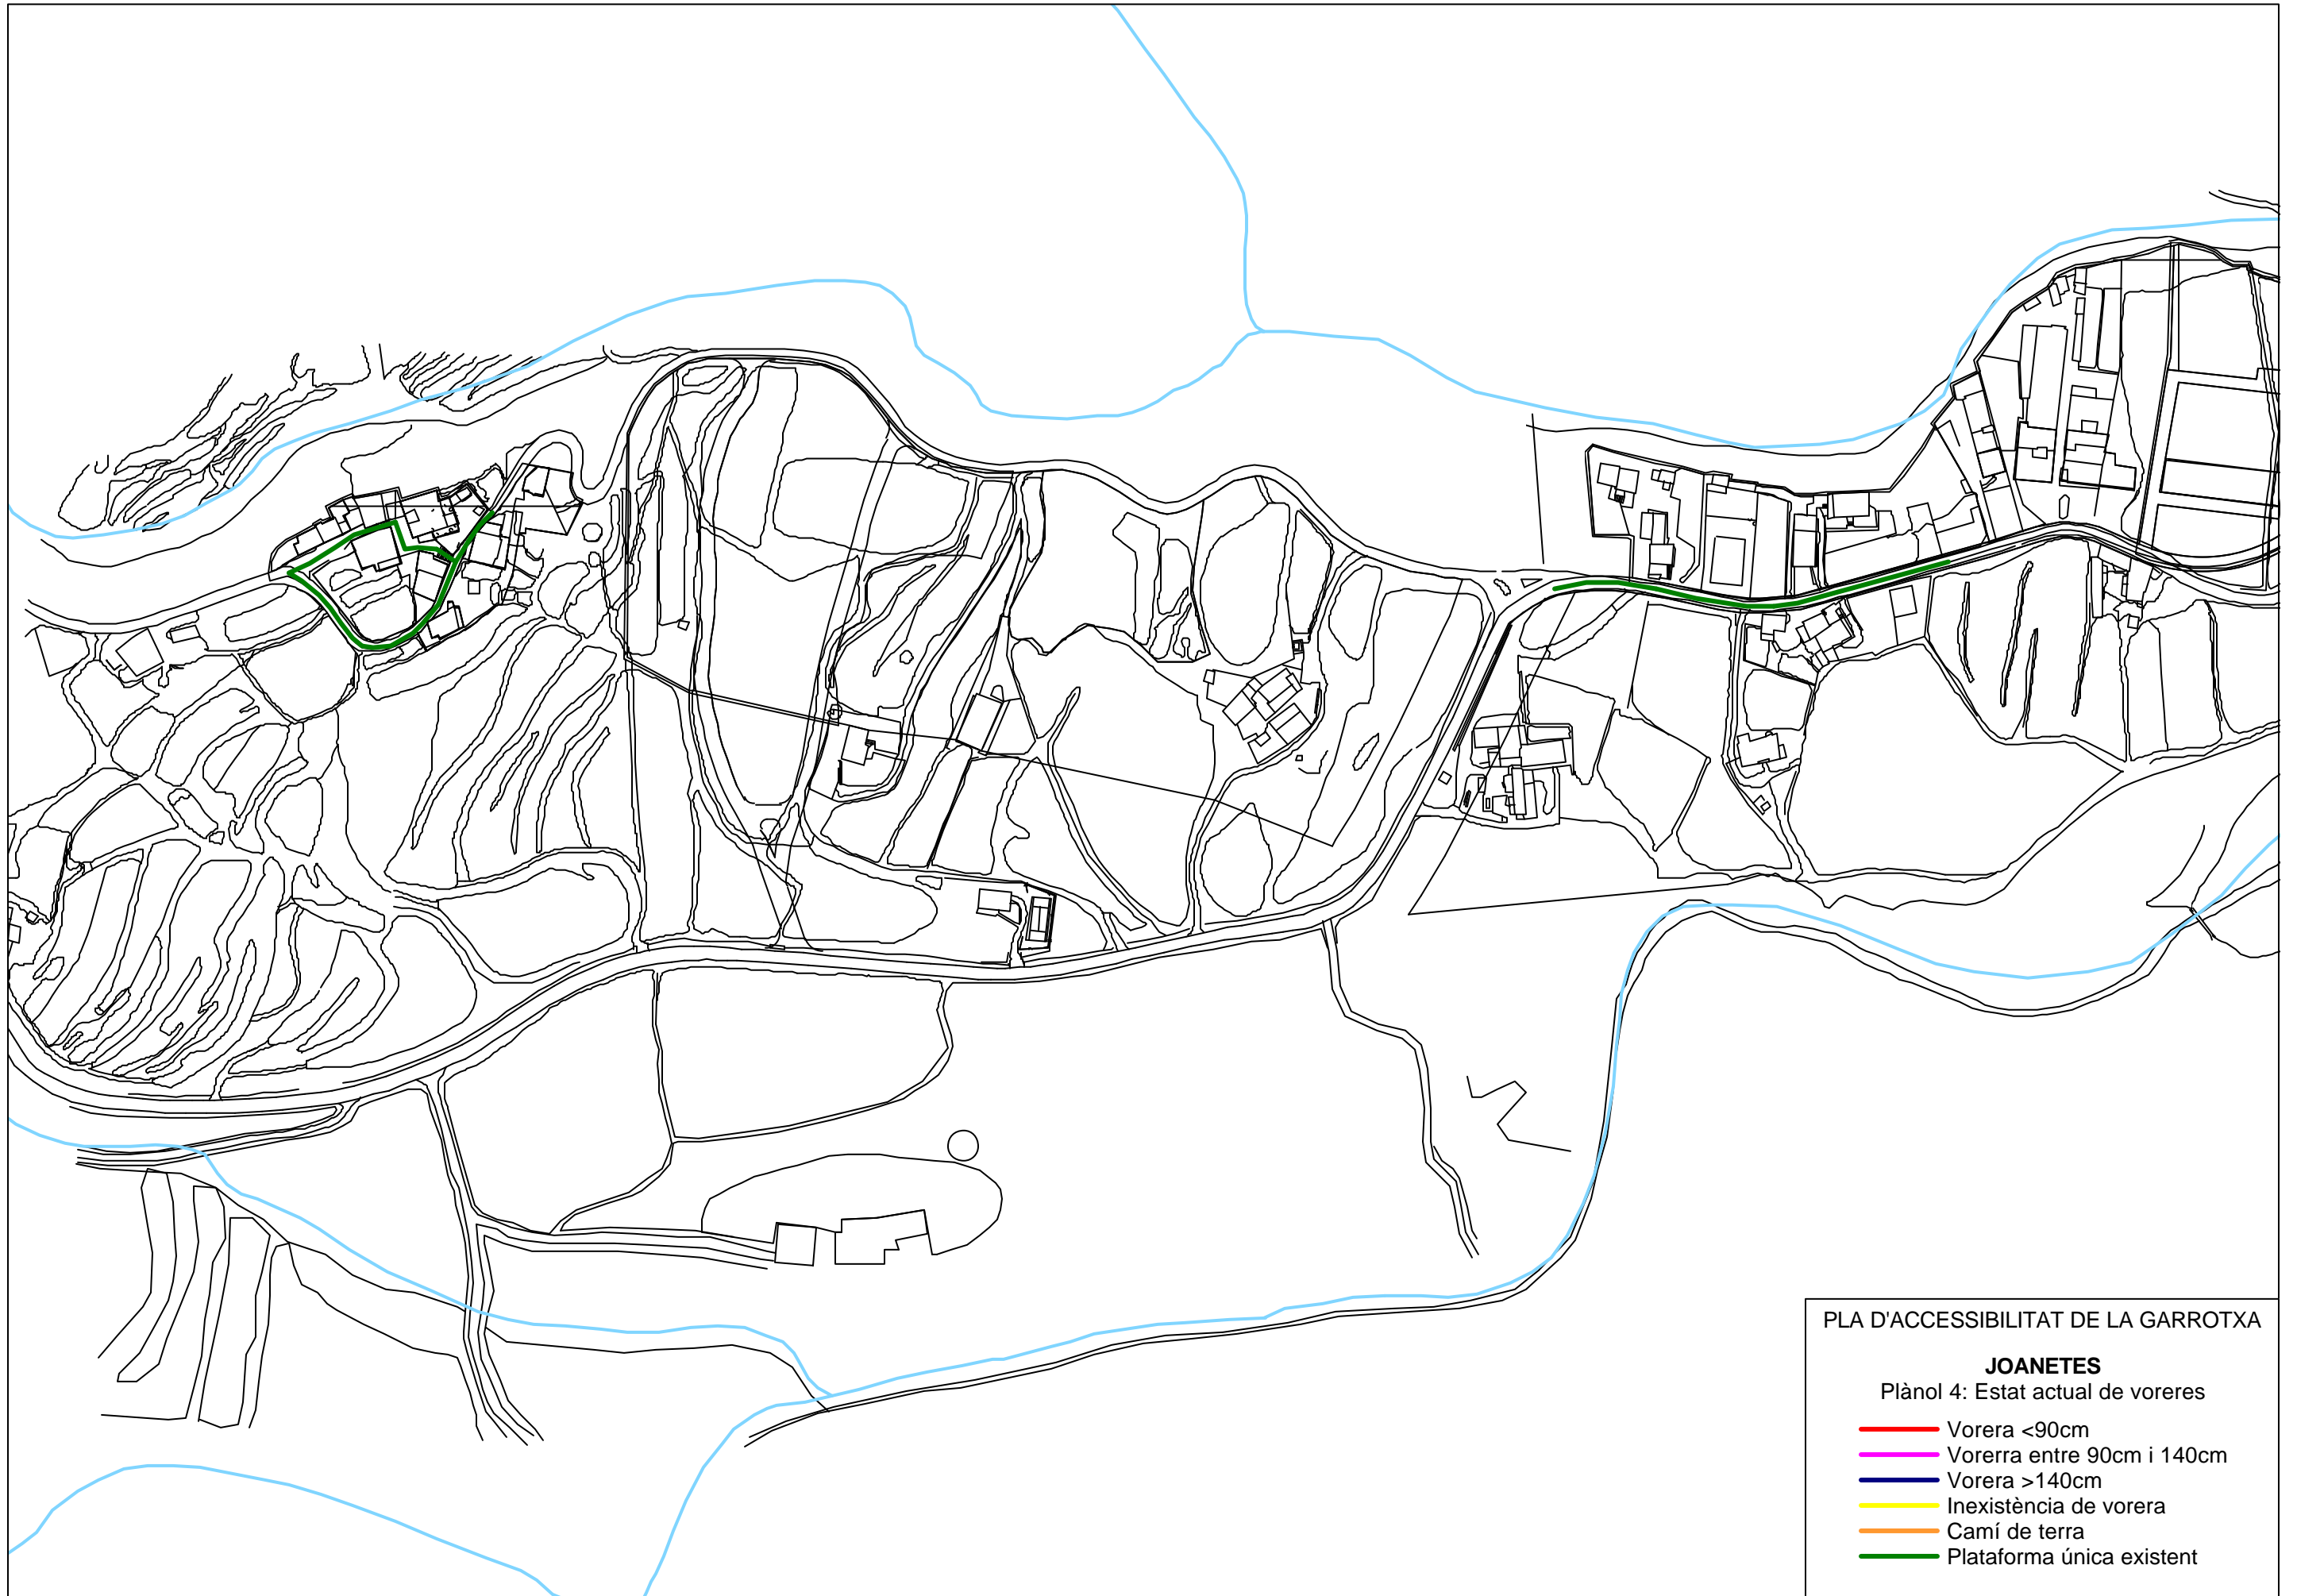 PLA D'ACCESSIBILITAT DE LA GARROTXA
JOANETES
Plànol 4: Estat actual de voreres
Vorera <90cm
Vorerra entre 90cm i 140cm
Vorera >140cm
Inexistència de vorera
Camí de terra
Plataforma única existent